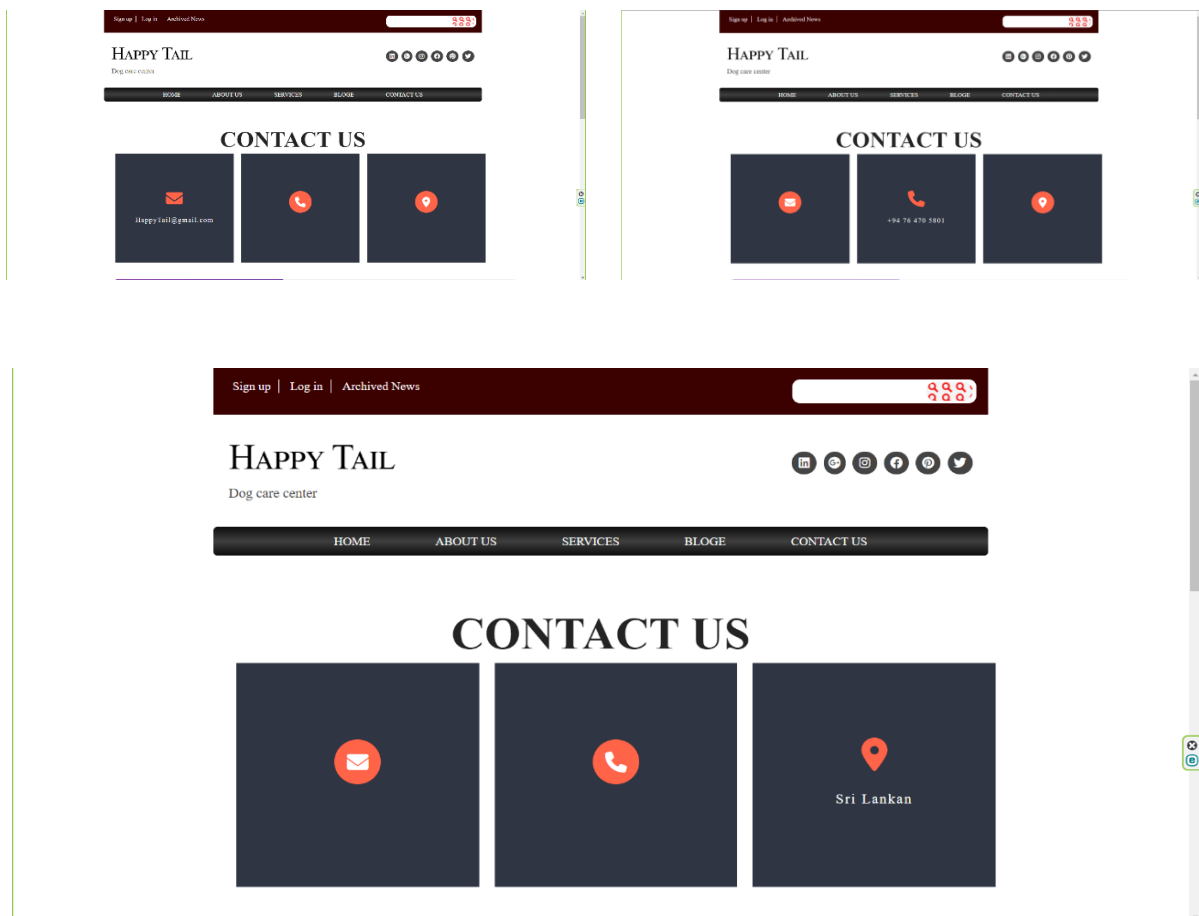 Sign up | Log in | Archived News
HAPPY TAIL
Dog care center
HOME ABOUT US SERVICES BLOGE CONTACT US
CONTACT US
HappyTail@gmail.com
Sign up | Log in | Archived News
HAPPY TAIL
Dog care center
HOME ABOUT US SERVICES BLOGE CONTACT US
CONTACT US
+94 76 470 5801
Sign up | Log in | Archived News
HAPPY TAIL
Dog care center
HOME ABOUT US SERVICES BLOGE CONTACT US
CONTACT US
Sri Lankan